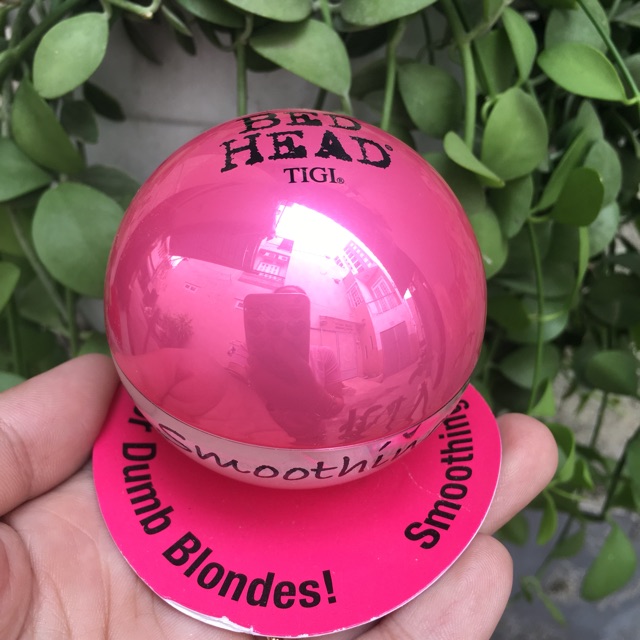 BED
HEAD
TIGI®
Smoothin
Dumb Blondes!
Smoothing